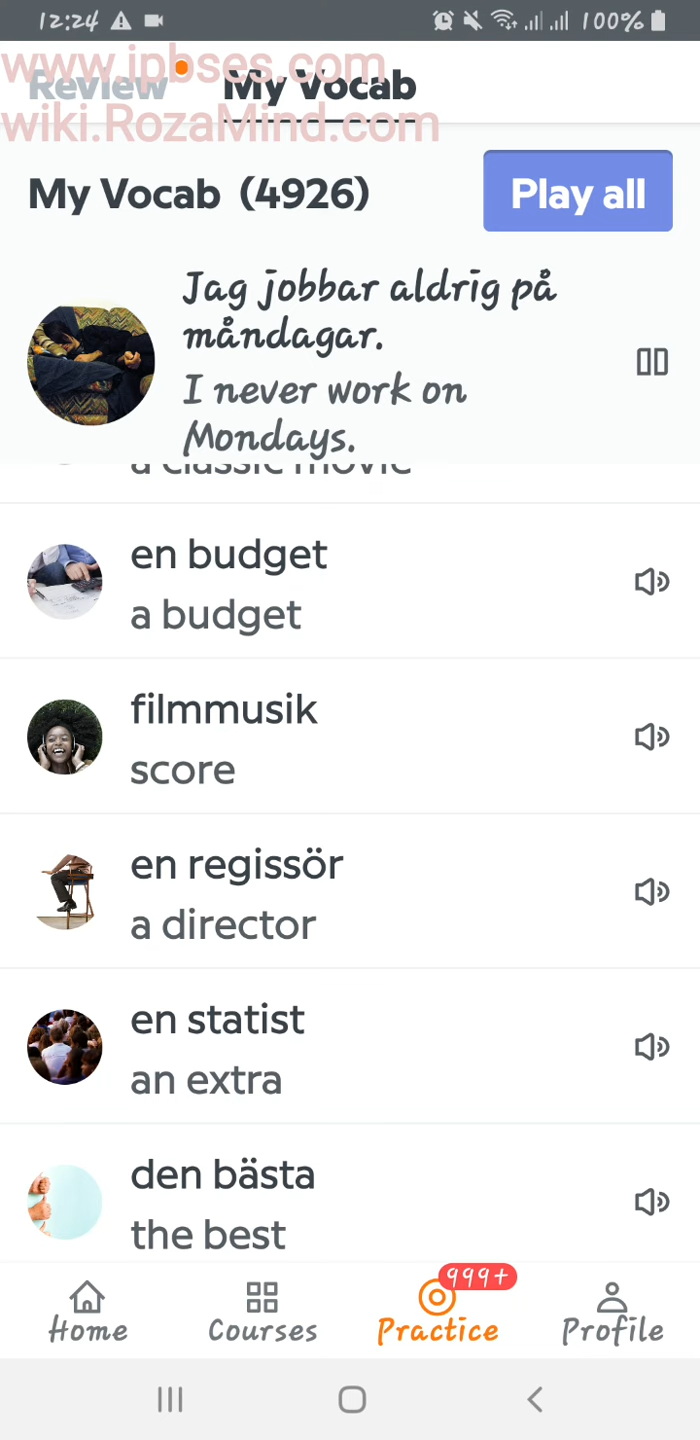 12:24 100%
www.ipbses.com
Review My Vocab
wiki.RozaMind.com
My Vocab (4926) Play all
Jag jobbar aldrig på
måndagar.
I never work on
Mondays.
a classic movie
en budget
a budget
filmmusik
score
en regissör
a director
en statist
an extra
den bästa
the best
999+
Home Courses Practice Profile